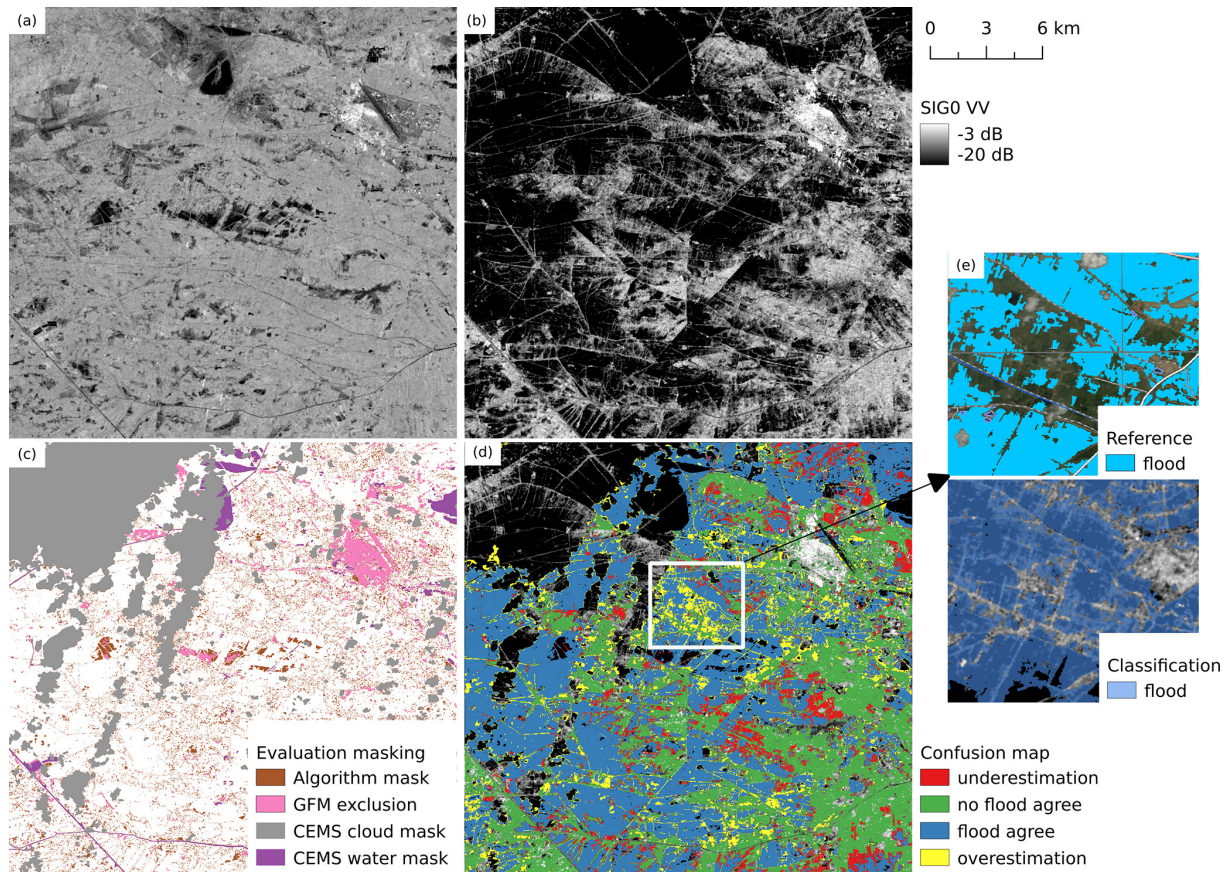 (a)
(b)
0 3 6 km
SIG0 VV
-3 dB
-20 dB
(c)
Evaluation masking
Algorithm mask
GFM exclusion
CEMS cloud mask
CEMS water mask
(d)
(e)
Reference
flood
Classification
flood
Confusion map
underestimation
no flood agree
flood agree
overestimation